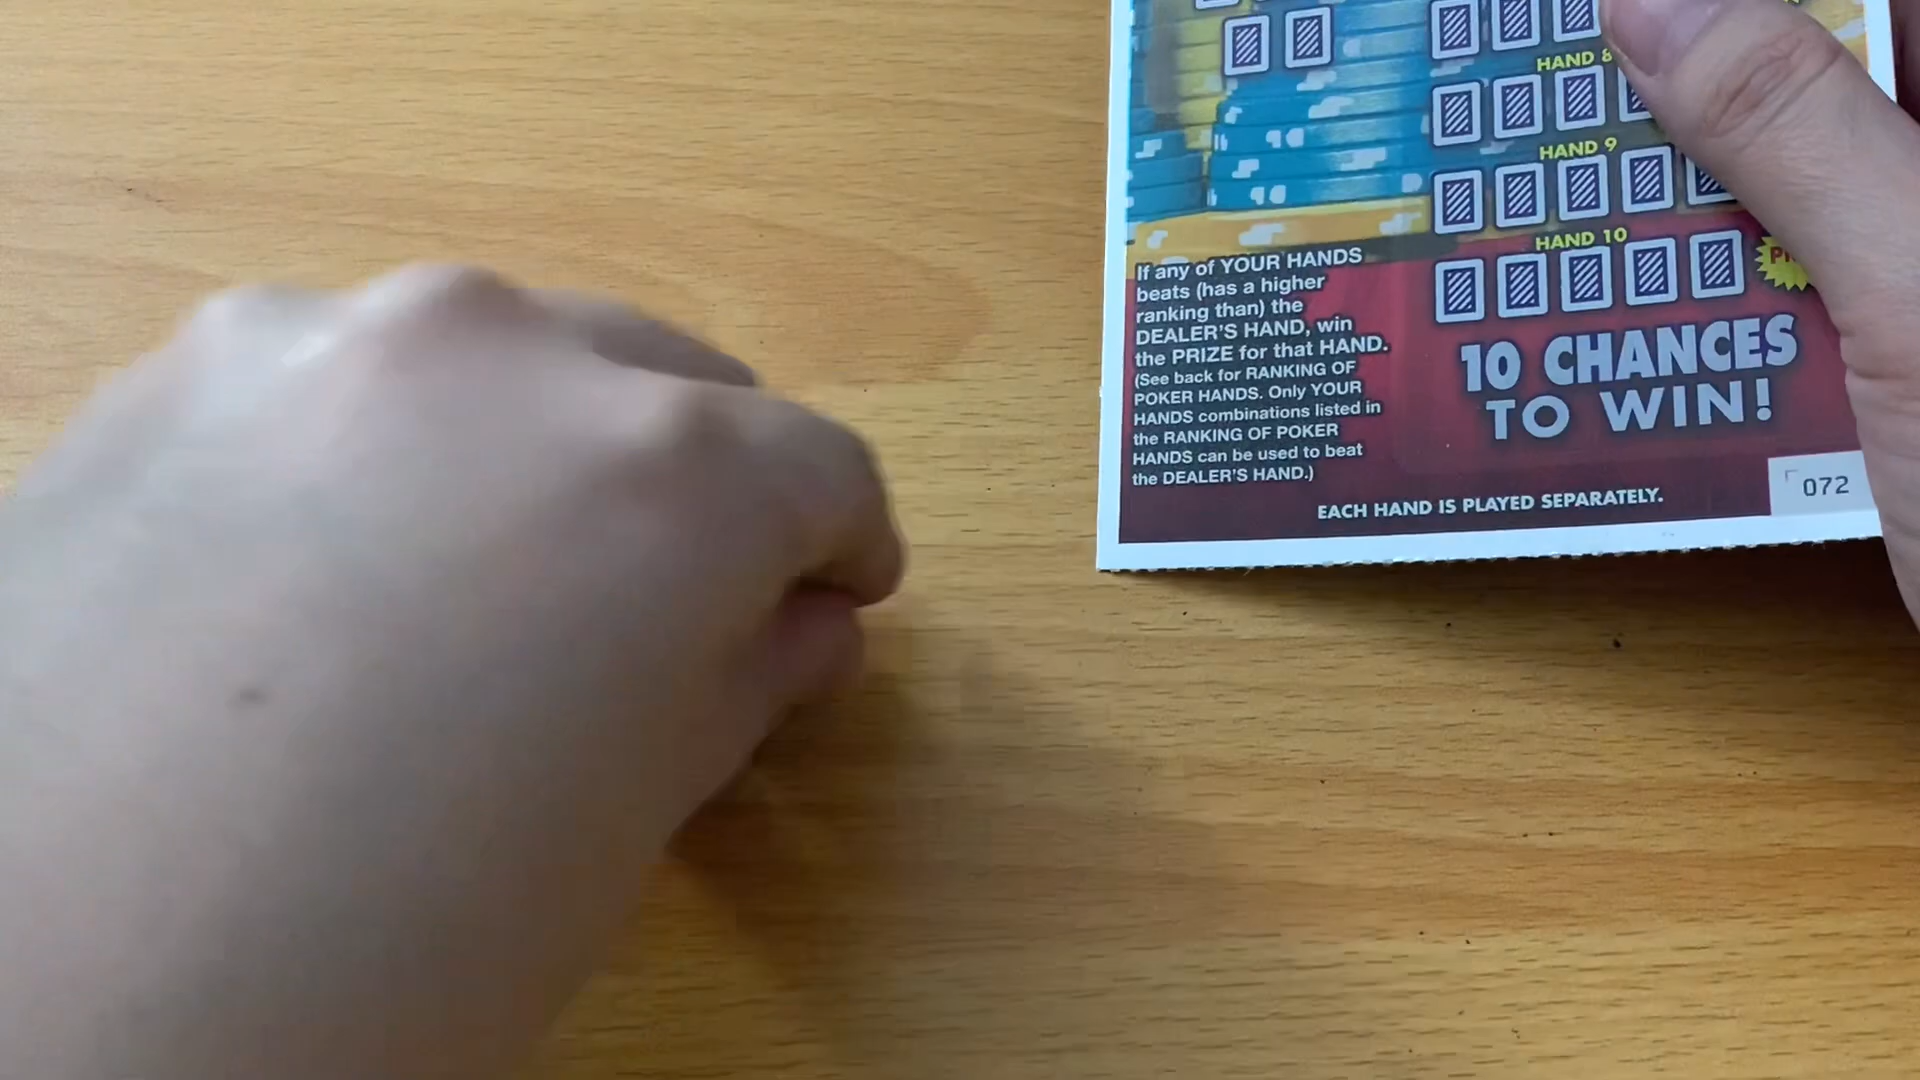 HAND 8
HAND 9
HAND 10
If any of YOUR HANDS
beats (has a higher
ranking than) the
DEALER'S HAND, win
the PRIZE for that HAND.
(See back for RANKING OF
POKER HANDS. Only YOUR
HANDS combinations listed in
the RANKING OF POKER
HANDS can be used to beat
the DEALER'S HAND.)
10 CHANCES
TO WIN!
EACH HAND IS PLAYED SEPARATELY.
072